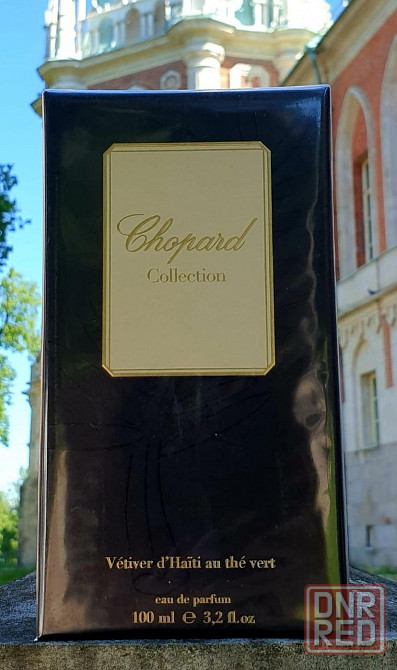 Chopard
Collection
Vétiver d'Haïti au thé vert
eau de parfum
100 ml e 3,2 fl.oz
DNR
RED